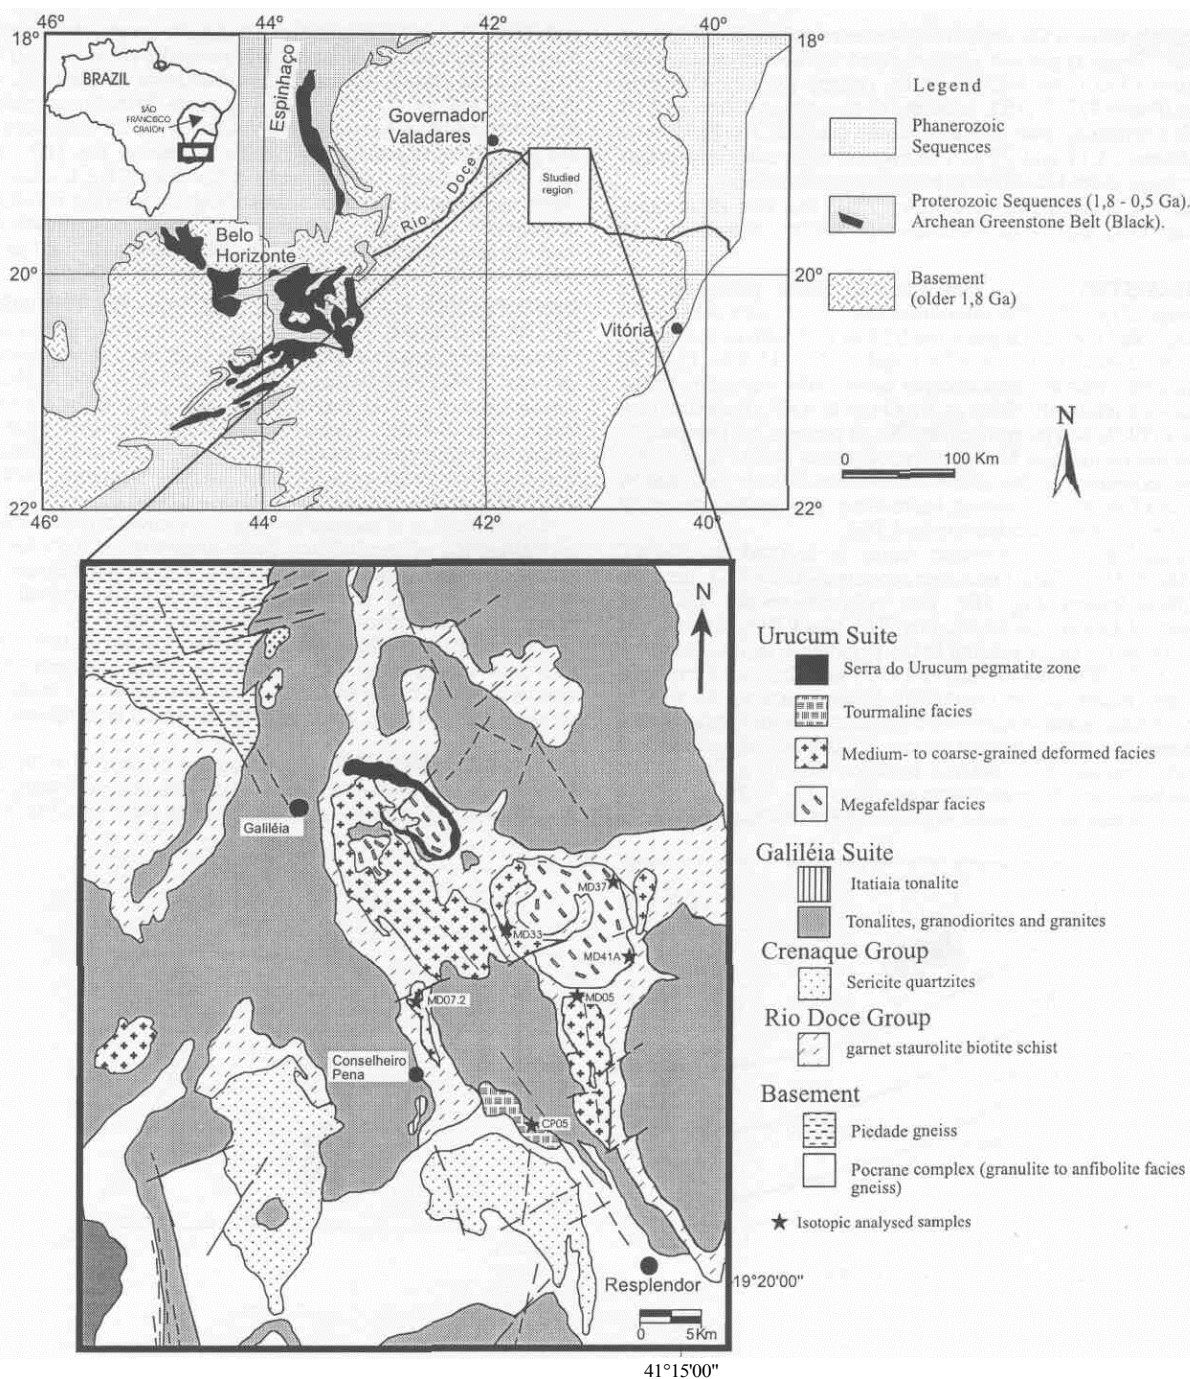 46°
44°
42°
40°
18°
18°
BRAZIL
SÃO
FRANCISCO
CRATON
Espinhaço
Governador
Valadares
Rio Doce
Studied
region
Belo
Horizonte
20°
20°
Vitória
22°
22°
46°
44°
42°
40°
Legend
Phanerozoic
Sequences
Proterozoic Sequences (1,8 - 0,5 Ga).
Archean Greenstone Belt (Black).
Basement
(older 1,8 Ga)
N
0 100 Km
N
Galiléia
MD37
MD33
MD41A
MD07.2
MD05
Conselheiro
Pena
CP05
Resplendor
0 5Km
19°20'00"
41°15'00"
Urucum Suite
Serra do Urucum pegmatite zone
Tourmaline facies
Medium- to coarse-grained deformed facies
Megafeldspar facies
Galiléia Suite
Itatiaia tonalite
Tonalites, granodiorites and granites
Crenaque Group
Sericite quartzites
Rio Doce Group
garnet staurolite biotite schist
Basement
Piedade gneiss
Pocrane complex (granulite to anfibolite facies
gneiss)
Isotopic analysed samples